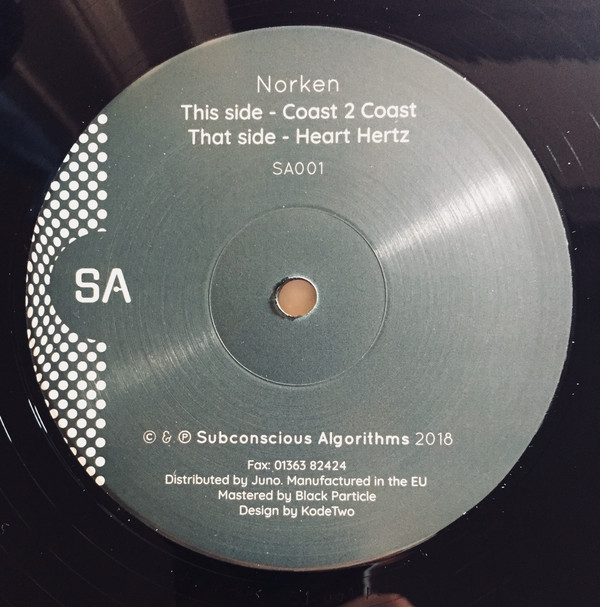 Norken
This side - Coast 2 Coast
That side - Heart Hertz
SA001
SA
© & ℗ Subconscious Algorithms 2018
Fax: 01363 82424
Distributed by Juno. Manufactured in the EU
Mastered by Black Particle
Design by KodeTwo